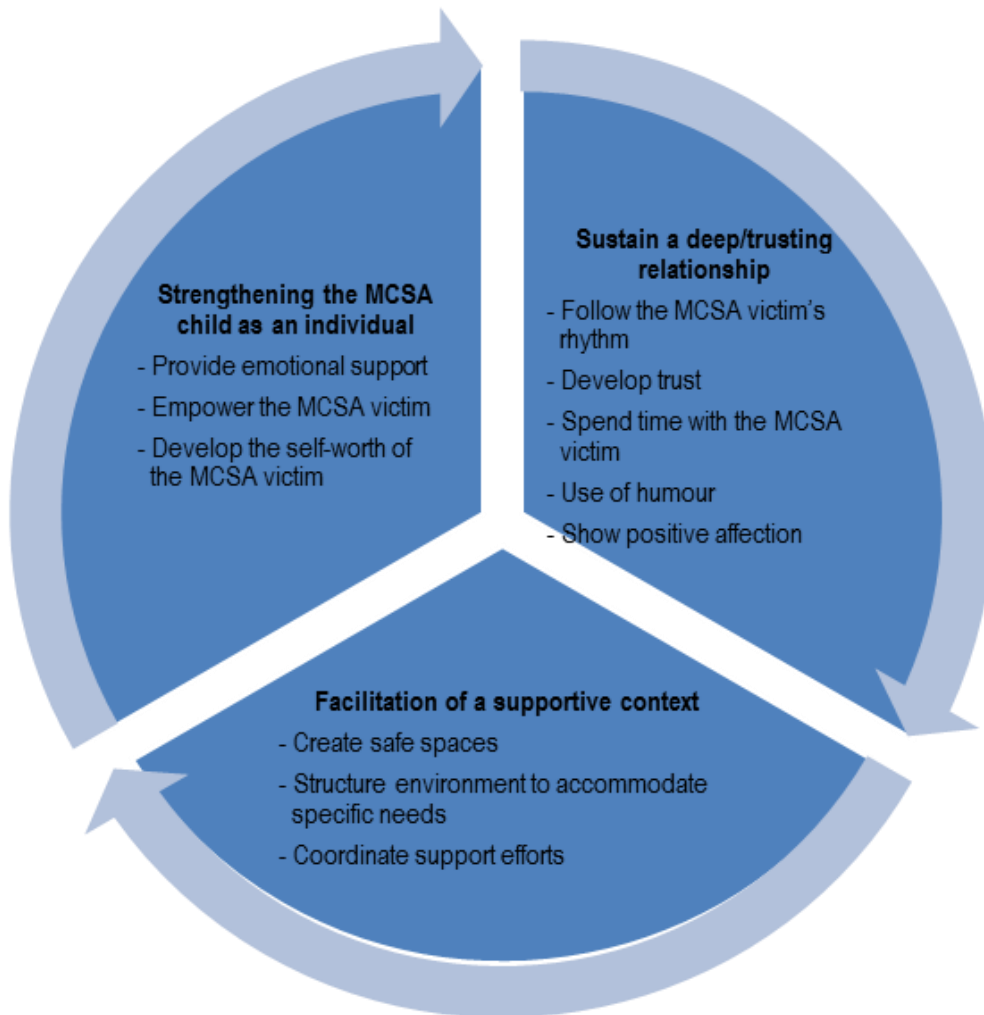 Strengthening the MCSA
child as an individual
- Provide emotional support
- Empower the MCSA victim
- Develop the self-worth of
the MCSA victim
Sustain a deep/trusting
relationship
- Follow the MCSA victim’s
rhythm
- Develop trust
- Spend time with the MCSA
victim
- Use of humour
- Show positive affection
Facilitation of a supportive context
- Create safe spaces
- Structure environment to accommodate
specific needs
- Coordinate support efforts